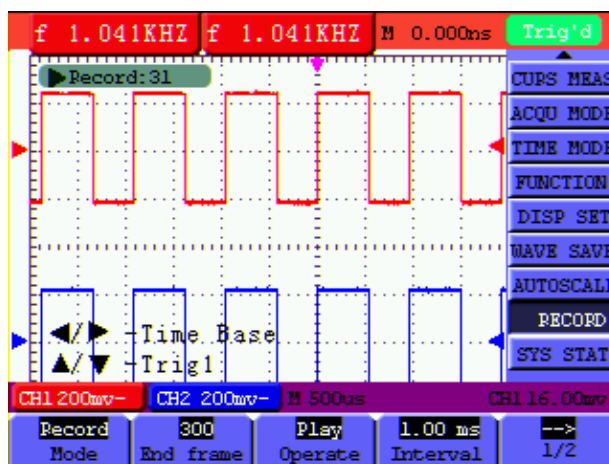 f 1.041KHZ f 1.041KHZ M 0.000ns Trig'd
Record:31
CURS MEAS
ACQU MODE
TIME MODE
FUNCTION
DISP SET
WAVE SAVE
AUTOSCALE
RECORD
SYS STAT
◀/▶ -Time Base
▲/▼ -Trig1
CH1 200mv- CH2 200mv- M 500us CH1 16.00mv
Record 300 Play 1.00 ms -->
Mode End frame Operate Interval 1/2